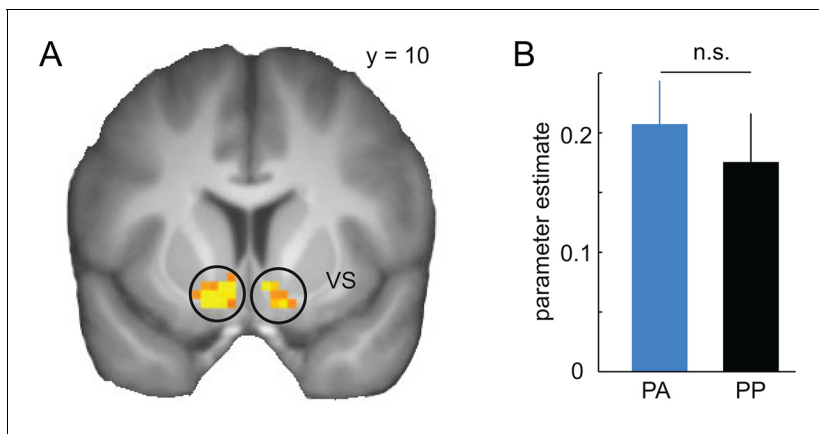 A
y = 10
VS
B
n.s.
parameter estimate
0.2
0.1
0
PA
PP